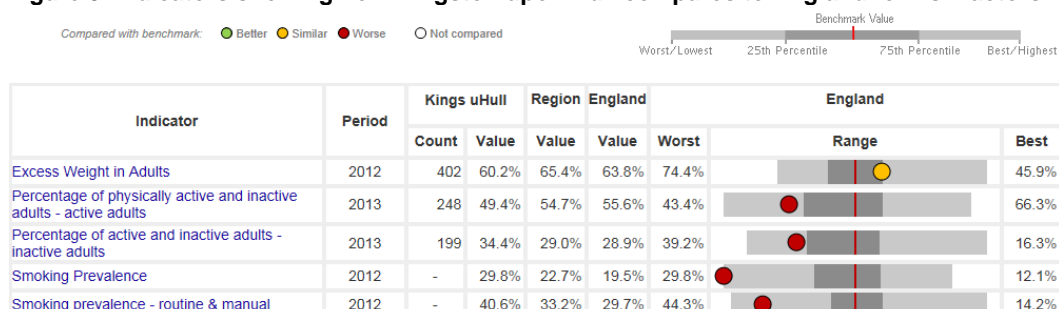 Compared with benchmark: Better Similar Worse Not compared
Benchmark Value
Worst/Lowest 25th Percentile 75th Percentile Best/Highest
Indicator Period Kings uHull Region England England
Count Value Value Value Worst Range Best
Excess Weight in Adults 2012 402 60.2% 65.4% 63.8% 74.4% 45.9%
Percentage of physically active and inactive
adults - active adults 2013 248 49.4% 54.7% 55.6% 43.4% 66.3%
Percentage of active and inactive adults -
inactive adults 2013 199 34.4% 29.0% 28.9% 39.2% 16.3%
Smoking Prevalence 2012 - 29.8% 22.7% 19.5% 29.8% 12.1%
Smoking prevalence - routine & manual 2012 - 40.6% 33.2% 29.7% 44.3% 14.2%